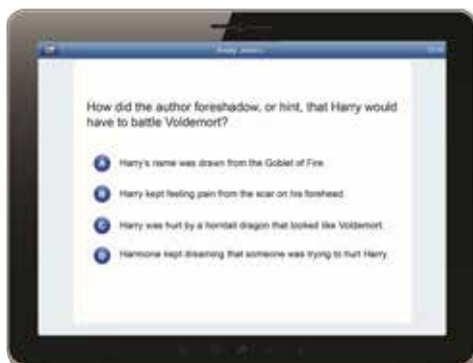 How did the author foreshadow, or hint, that Harry would
have to battle Voldemort?
A Harry's name was drawn from the Goblet of Fire.
B Harry kept feeling pain from the scar on his forehead.
C Harry was hurt by a horntail dragon that looked like Voldemort.
D Harmone kept dreaming that someone was trying to hurt Harry.